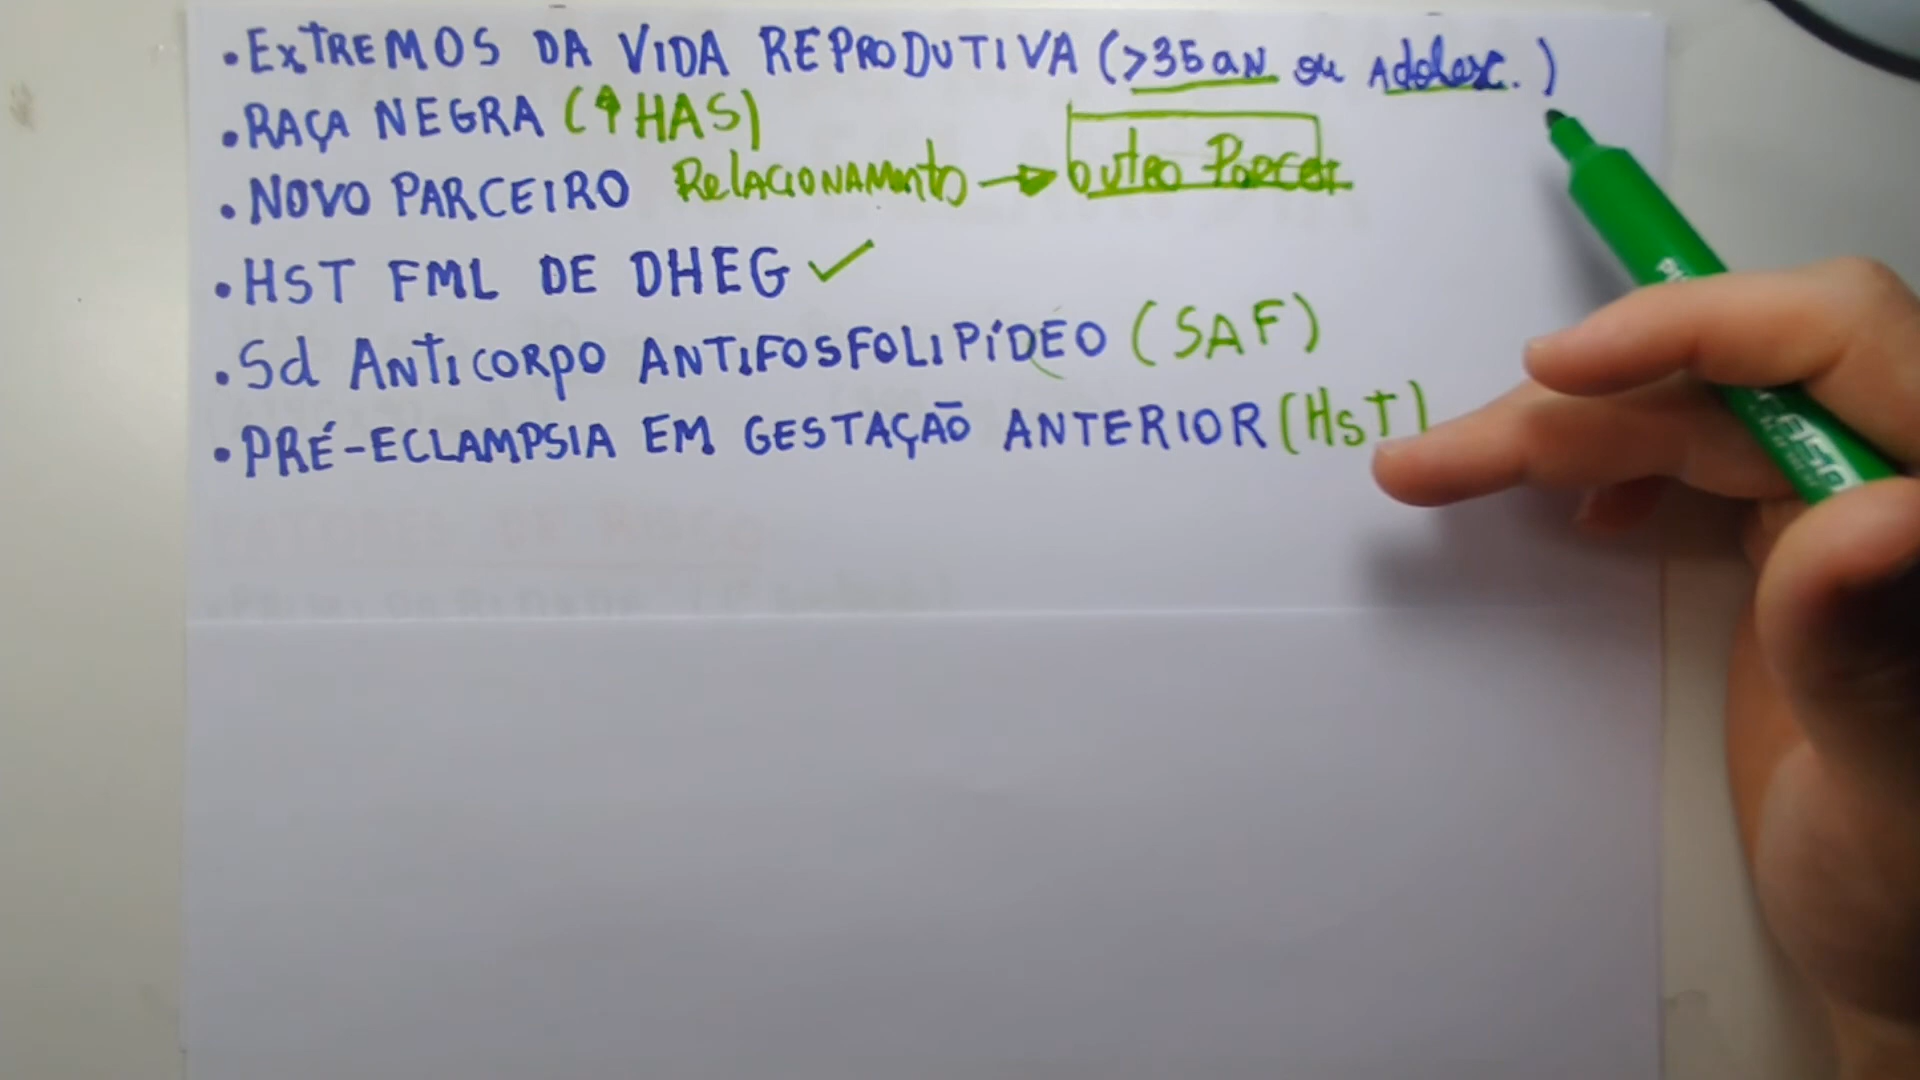 • EXTREMOS DA VIDA REPRODUTIVA (>35 aN ou Adolesc.)
• RAÇA NEGRA (↑ HAS)
• NOVO PARCEIRO Relacionamento → outro Parcer
• HST FML DE DHEG ✓
• Sd ANTICORPO ANTIFOSFOLIPÍDEO (SAF)
• PRÉ-ECLAMPSIA EM GESTAÇÃO ANTERIOR (HST)